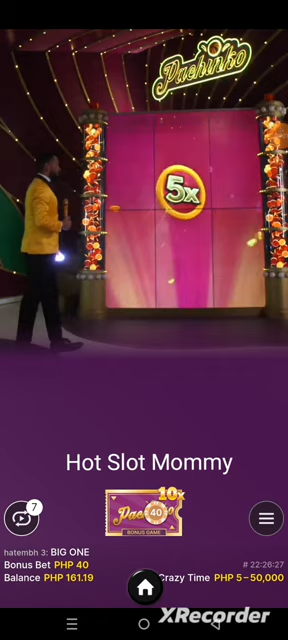 Pachinko
5x
Hot Slot Mommy
10x
Pachinko
40
BONUS GAME
7
hatembh 3: BIG ONE
Bonus Bet PHP 40
# 22:26:27
Balance PHP 161.19
Crazy Time PHP 5–50,000
XRecorder